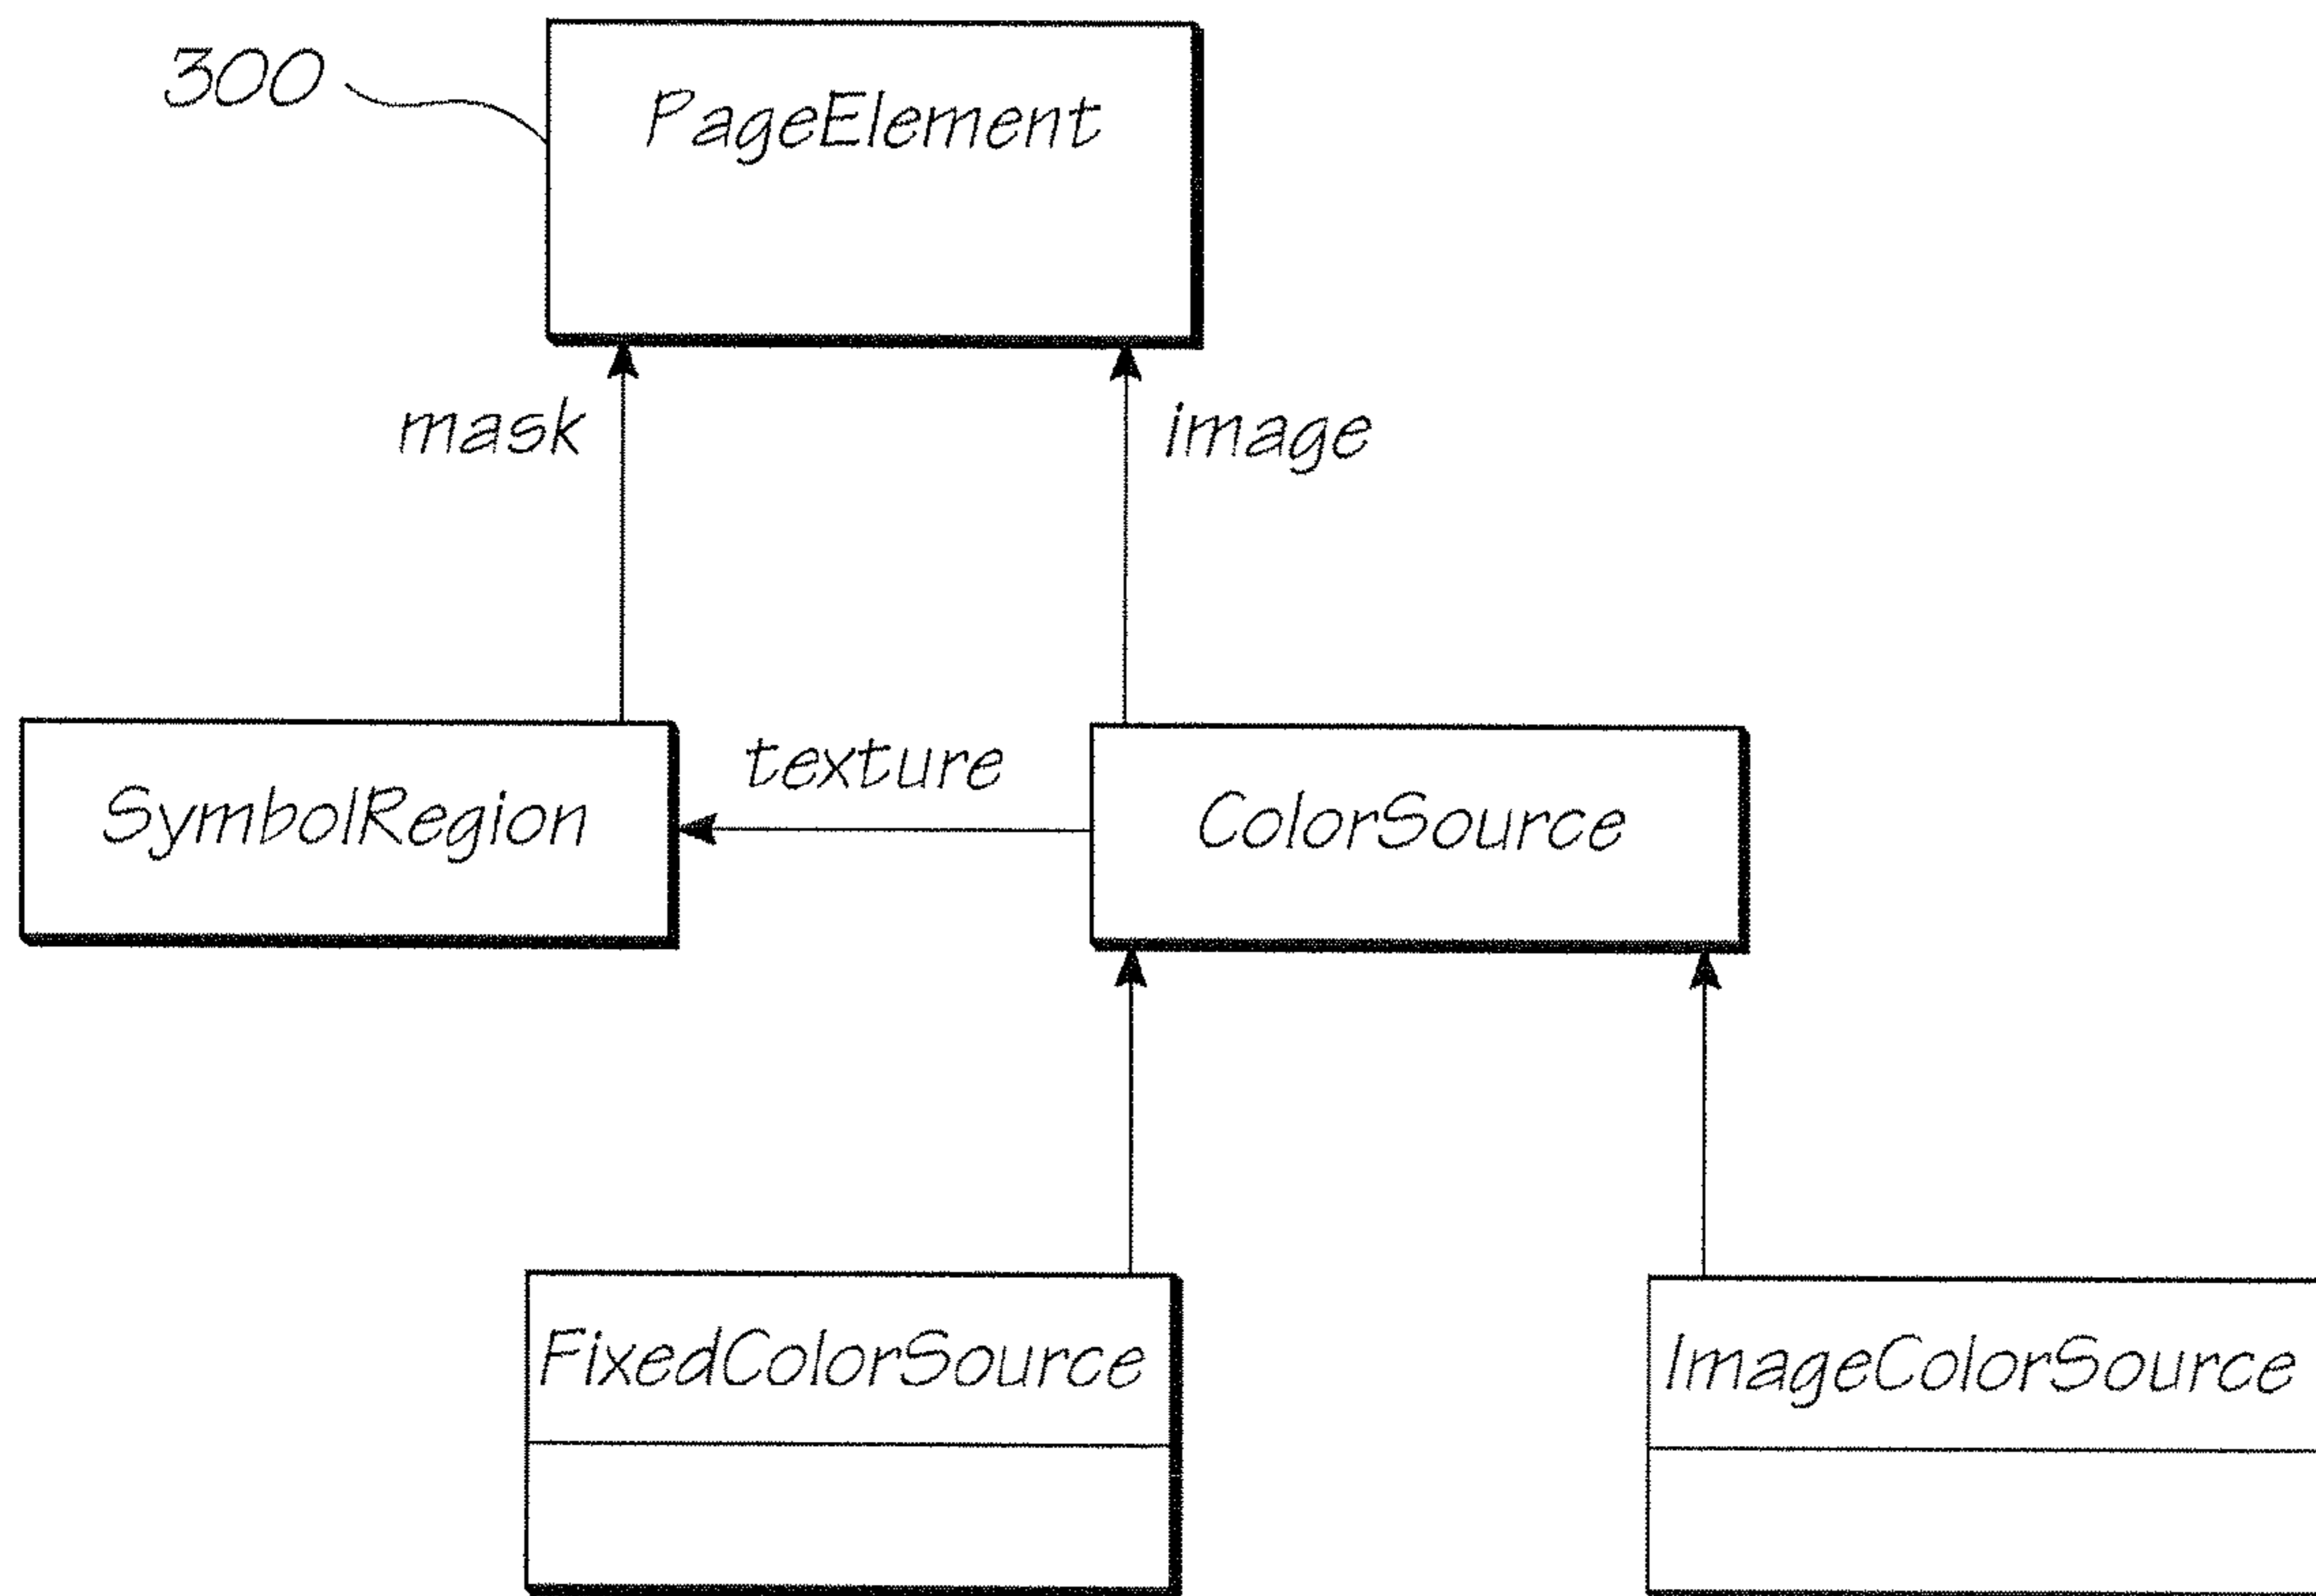 300
PageElement
mask
image
SymbolRegion
texture
ColorSource
FixedColorSource
ImageColorSource